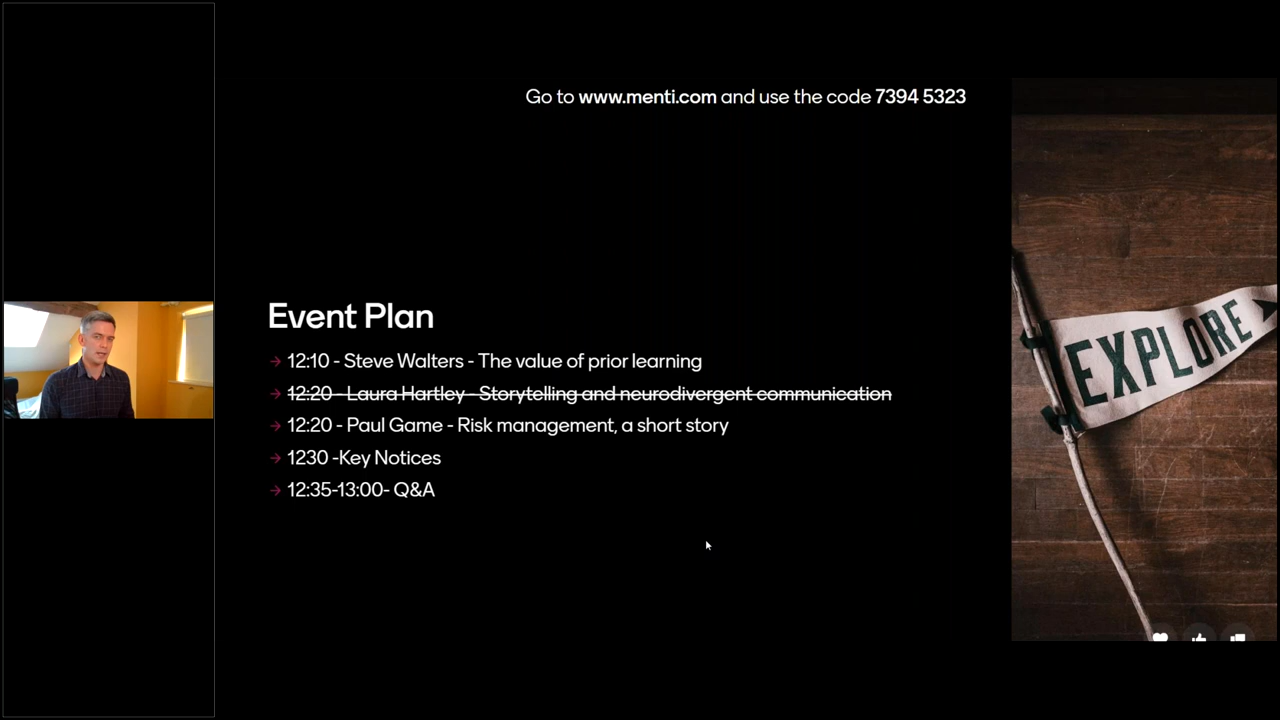 Go to www.menti.com and use the code 7394 5323
Event Plan
12:10 - Steve Walters - The value of prior learning
12:20 - Laura Hartley - Storytelling and neurodivergent communication
12:20 - Paul Game - Risk management, a short story
1230 -Key Notices
12:35-13:00- Q&A
EXPLORE